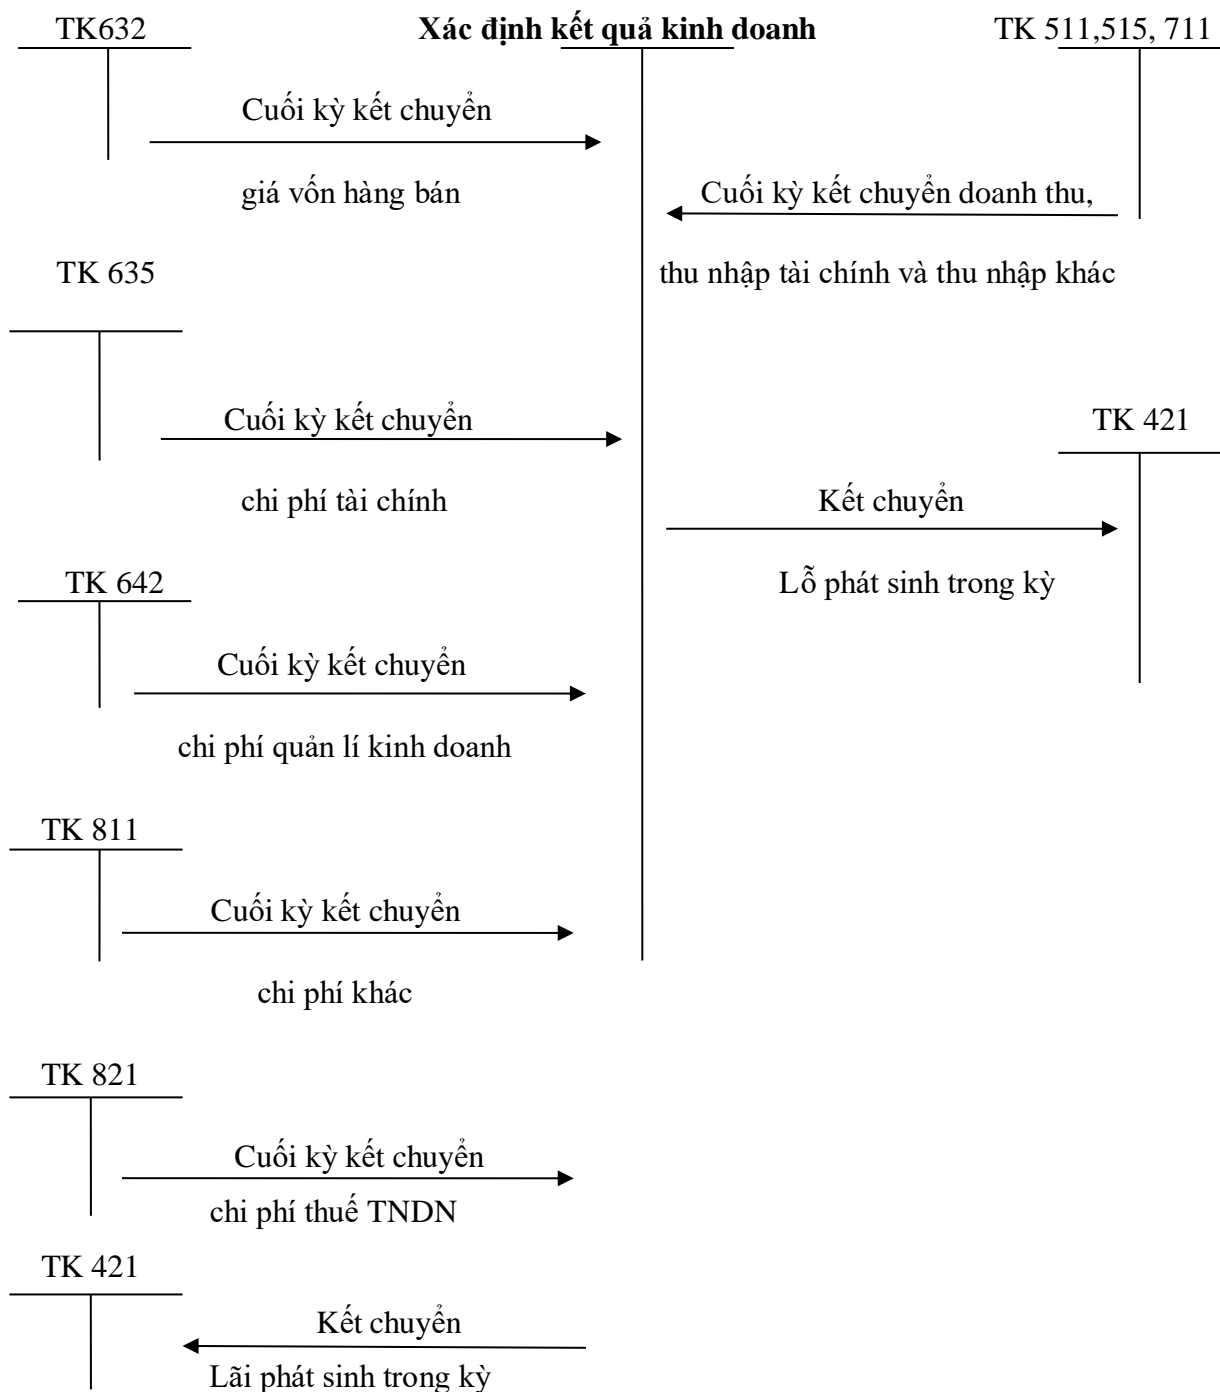 TK632
Xác định kết quả kinh doanh
TK 511,515, 711
Cuối kỳ kết chuyển
giá vốn hàng bán
Cuối kỳ kết chuyển doanh thu,
thu nhập tài chính và thu nhập khác
TK 635
Cuối kỳ kết chuyển
chi phí tài chính
TK 421
Kết chuyển
Lỗ phát sinh trong kỳ
TK 642
Cuối kỳ kết chuyển
chi phí quản lí kinh doanh
TK 811
Cuối kỳ kết chuyển
chi phí khác
TK 821
Cuối kỳ kết chuyển
chi phí thuế TNDN
TK 421
Kết chuyển
Lãi phát sinh trong kỳ